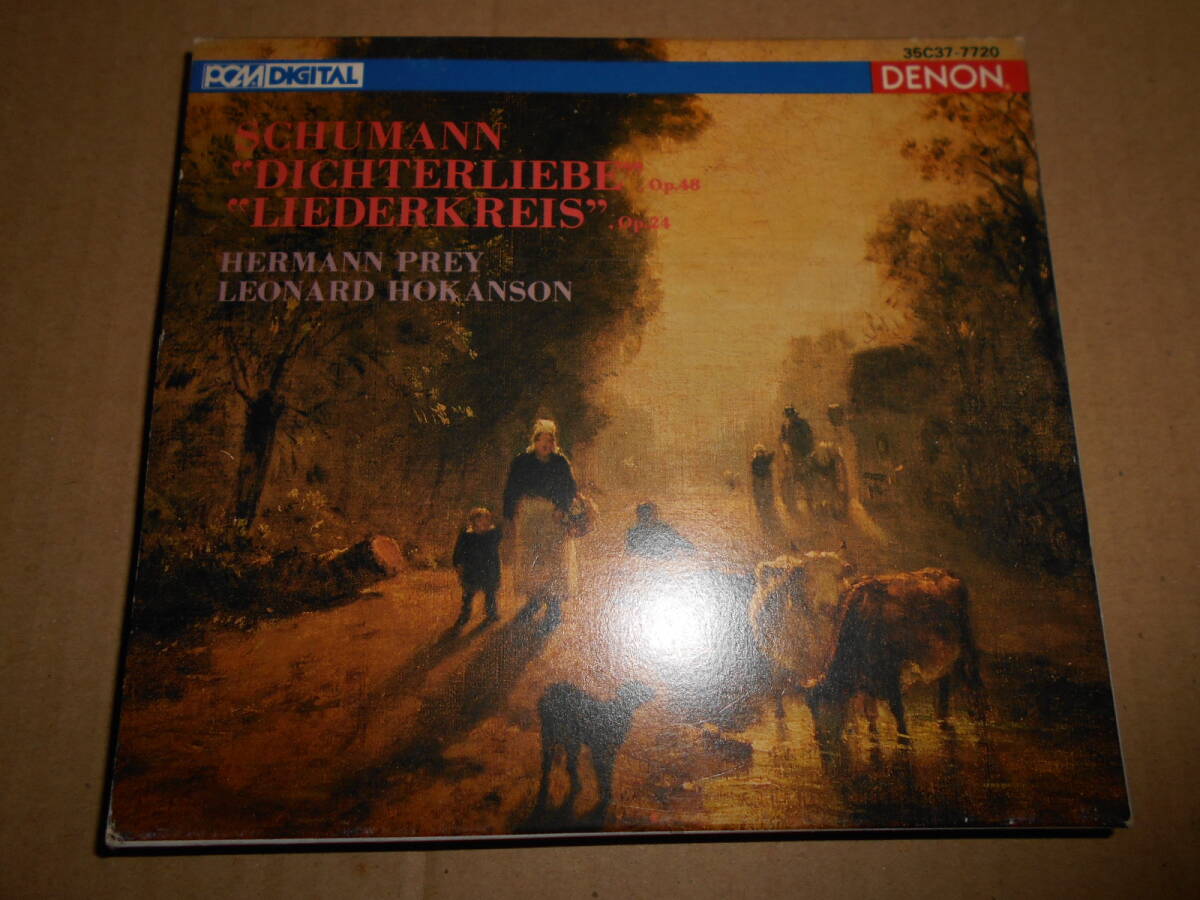 35C37-7720
PCM DIGITAL DENON
SCHUMANN
"DICHTERLIEBE" Op.48
"LIEDERKREIS", Op.24
HERMANN PREY
LEONARD HOKANSON